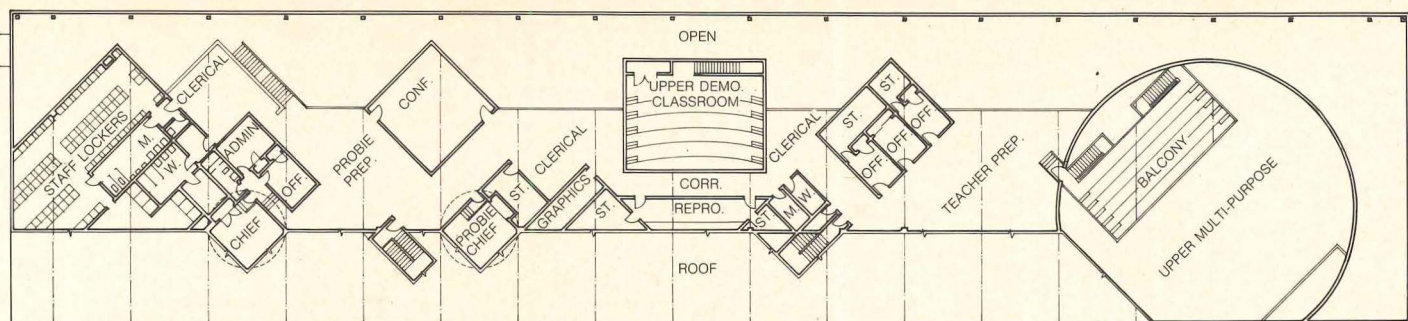 OPEN
STAFF LOCKERS
M.
W.
CLERICAL
ADMIN
OFF.
CHIEF
PROBIE
PREP.
CONF.
PROBIE
CHIEF
ST.
CLERICAL
GRAPHICS
ST.
UPPER DEMO.
CLASSROOM
CORR.
REPRO.
ST.
M.
W.
CLERICAL
ST.
ST.
OFF.
OFF
OFF
TEACHER PREP.
BALCONY
UPPER MULTI-PURPOSE
ROOF